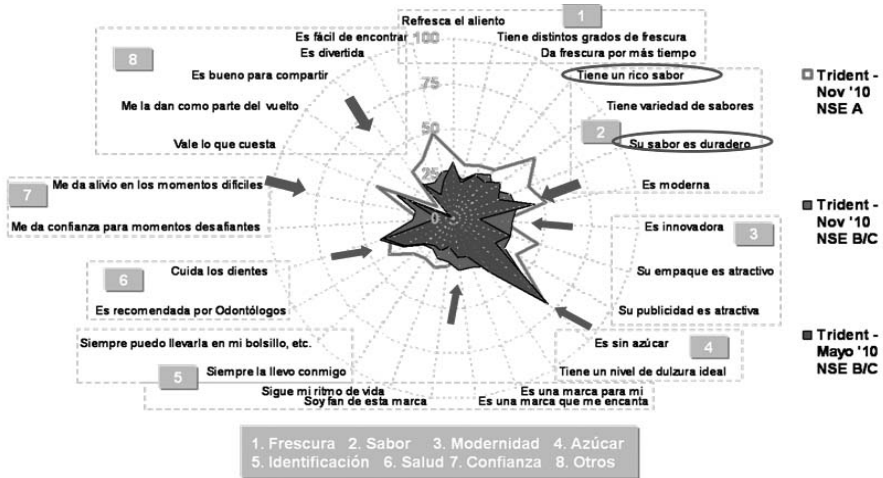 Refresca el aliento
1
Es fácil de encontrar
Tiene distintos grados de frescura
100
Es divertida
Da frescura por más tiempo
8
Es bueno para compartir
Tiene un rico sabor
75
Me la dan como parte del vuelto
Tiene variedad de sabores
50
2
Vale lo que cuesta
Su sabor es duradero
25
7
Me da alivio en los momentos difíciles
Es moderna
0
Me da confianza para momentos desafiantes
Es innovadora
3
Cuida los dientes
Su empaque es atractivo
6
Es recomendada por Odontólogos
Su publicidad es atractiva
Siempre puedo llevarla en mi bolsillo, etc.
Es sin azúcar
4
5
Siempre la llevo conmigo
Tiene un nivel de dulzura ideal
Sigue mi ritmo de vida
Es una marca para mi
Soy fan de esta marca
Es una marca que me encanta
Trident -
Nov '10
NSE A
Trident -
Nov '10
NSE B/C
Trident -
Mayo '10
NSE B/C
1. Frescura 2. Sabor 3. Modernidad 4. Azúcar
5. Identificación 6. Salud 7. Confianza 8. Otros